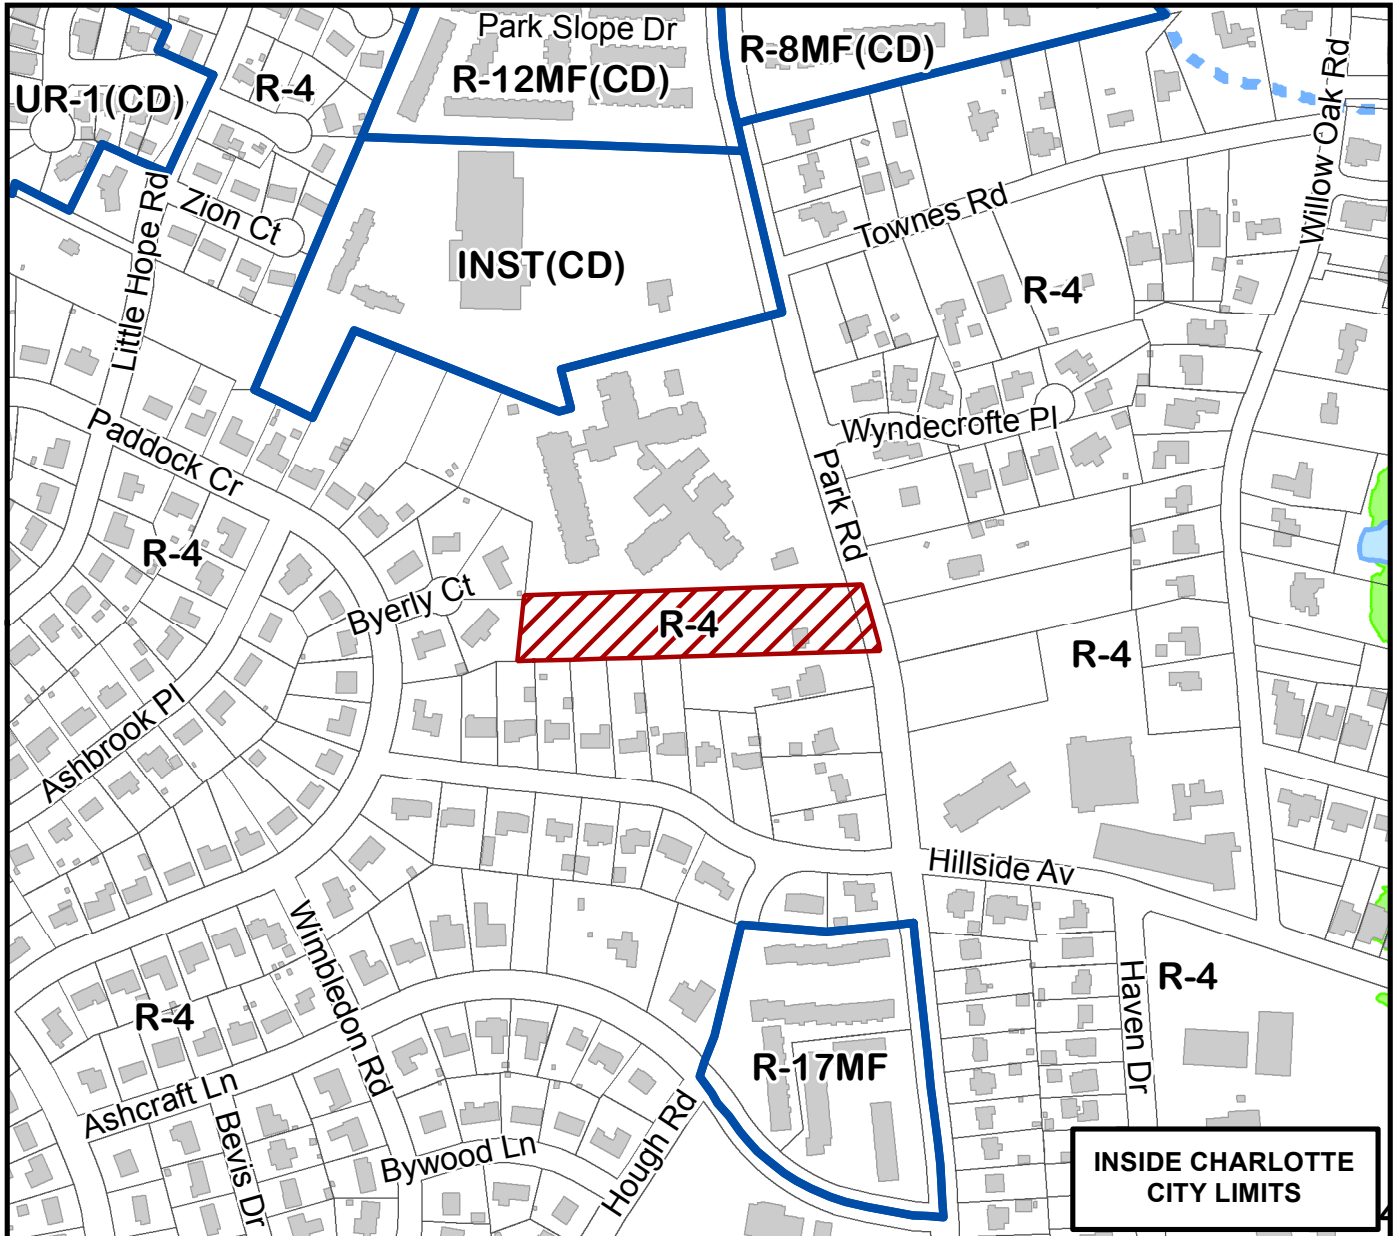 Park Slope Dr
R-8MF(CD)
R-12MF(CD)
R-4
UR-1(CD)
Willow Oak Rd
Zion Ct
Little Hope Rd
Townes Rd
INST(CD)
R-4
Paddock Cr
Wyndecrofte Pl
Park Rd
R-4
Byerly Ct
R-4
R-4
Ashbrook Pl
Hillside Av
Wimbledon Rd
R-4
Haven Dr
R-4
R-17MF
Ashcraft Ln
Bevis Dr
Bywood Ln
Hough Rd
INSIDE CHARLOTTE
CITY LIMITS